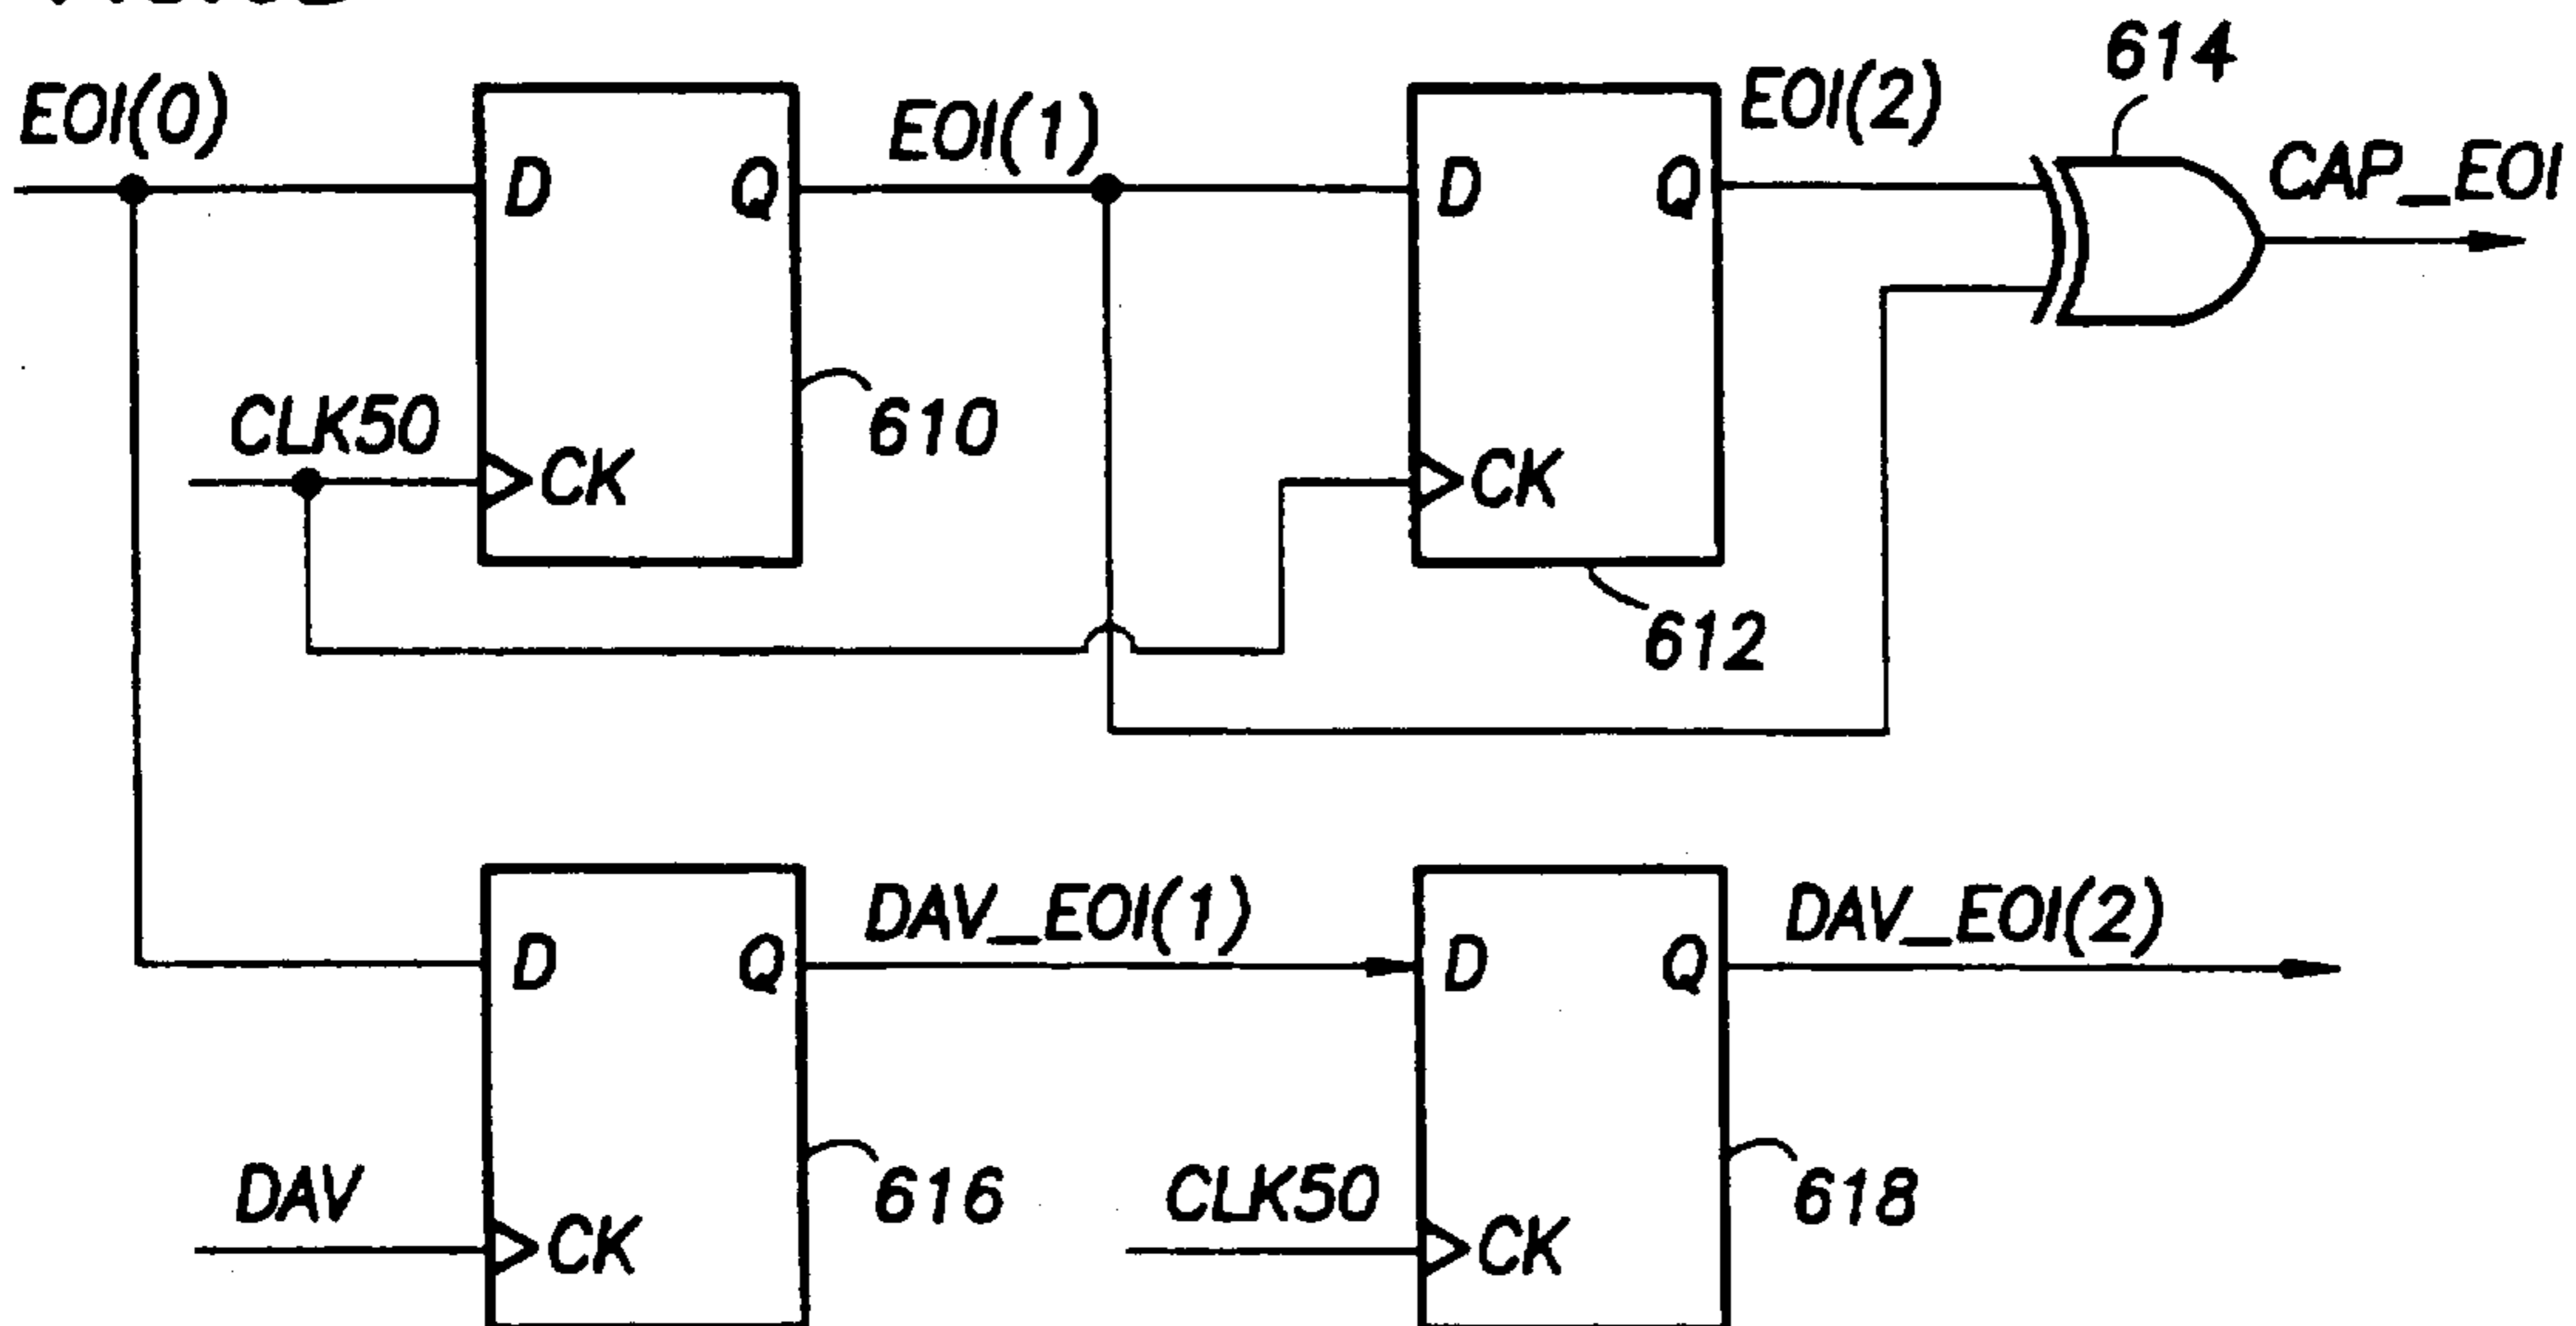 614
EOI(0)
EOI(1)
EOI(2)
CAP_EOI
D
Q
D
Q
CLK50
CK
610
CK
612
DAV_EOI(1)
DAV_EOI(2)
D
Q
D
Q
DAV
CK
616
CLK50
CK
618